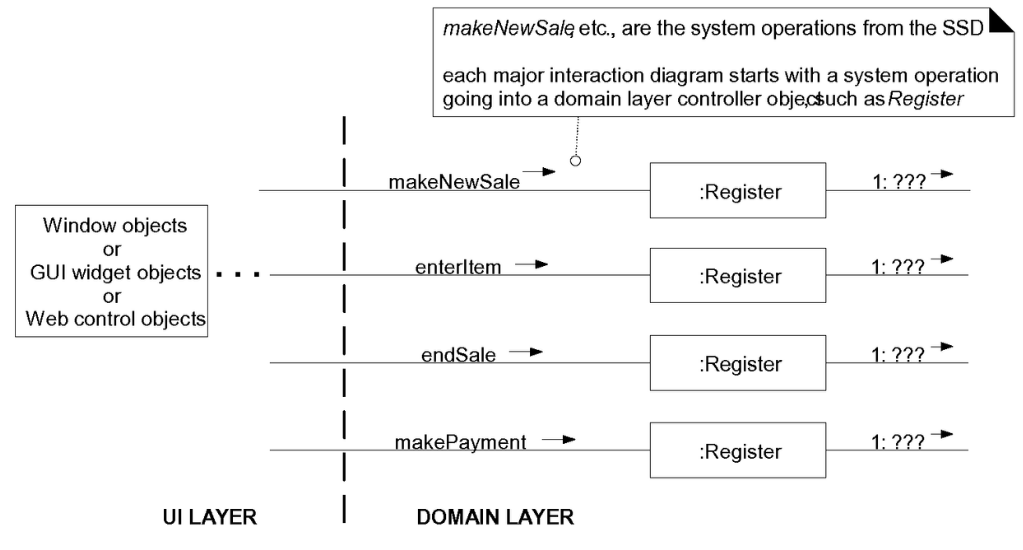 makeNewSale, etc., are the system operations from the SSD
each major interaction diagram starts with a system operation
going into a domain layer controller object, such as Register
makeNewSale
:Register
1: ???
Window objects
or
GUI widget objects
or
Web control objects
. . .
enterItem
:Register
1: ???
endSale
:Register
1: ???
makePayment
:Register
1: ???
UI LAYER
DOMAIN LAYER